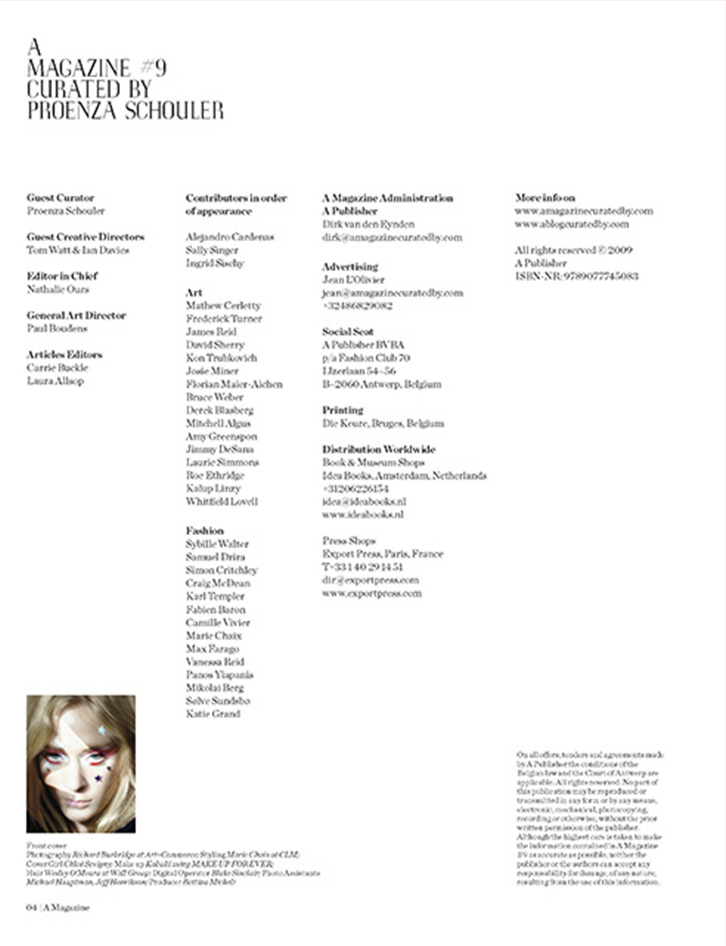 A
MAGAZINE #9
CURATED BY
PROENZA SCHOULER
Guest Curator
Proenza Schouler
Guest Creative Directors
Tom Watt & Ian Davies
Editor in Chief
Nathalie Ours
General Art Director
Paul Boudens
Articles Editors
Carrie Buckle
Laura Allsop
Contributors in order
of appearance
Alejandro Cardenas
Sally Singer
Ingrid Sischy
Art
Mathew Cerletty
Frederick Turner
James Reid
David Sherry
Kon Trubkovich
Josie Miner
Florian Maier-Aichen
Bruce Weber
Derek Blasberg
Mitchell Algus
Amy Greenspon
Jimmy DeSana
Laurie Simmons
Roe Ethridge
Kalup Linzy
Whitfield Lovell
Fashion
Sybille Walter
Samuel Drira
Simon Critchley
Craig McDean
Karl Templer
Fabien Baron
Camille Vivier
Marie Chaix
Max Farago
Vanessa Reid
Panos Yiapanis
Mikolai Berg
Sølve Sundsbø
Katie Grand
A Magazine Administration
A Publisher
Dirk van den Eynden
dirk@amagazinecuratedby.com
Advertising
Jean L'Olivier
jean@amagazinecuratedby.com
+32486829082
Social Seat
A Publisher BVBA
p/a Fashion Club 70
IJzerlaan 54–56
B–2060 Antwerp, Belgium
Printing
Die Keure, Bruges, Belgium
Distribution Worldwide
Book & Museum Shops
Idea Books, Amsterdam, Netherlands
+31206226154
idea@ideabooks.nl
www.ideabooks.nl
Press Shops
Export Press, Paris, France
T+33 1 40 29 14 51
dir@exportpress.com
www.exportpress.com
More info on
www.amagazinecuratedby.com
www.ablogcuratedby.com
All rights reserved © 2009
A Publisher
ISBN-NR: 9789077745083
On all offers, tenders and agreements made
by A Publisher the conditions of the
Belgian law and the Court of Antwerp are
applicable. All rights reserved. No part of
this publication may be reproduced or
transmitted in any form or by any means,
electronic, mechanical, photocopying,
recording or otherwise, without the prior
written permission of the publisher.
Although the highest care is taken to make
the information contained in A Magazine
as accurate as possible, neither the
publisher or the authors can accept any
responsibility for damage, of any nature,
resulting from the use of this information.
Front cover
Photography Richard Burbridge at Art+Commerce; Styling Marie Chaix at CLM;
Cover Girl Chloë Sevigny; Make up Kabuki using MAKE UP FOREVER;
Hair Wesley O'Meara at Wall Group; Digital Operator Blake Sinclair; Photo Assistants
Michael Hauptman, Jeff Henrikson; Producer Bettina Michels
04 | A Magazine